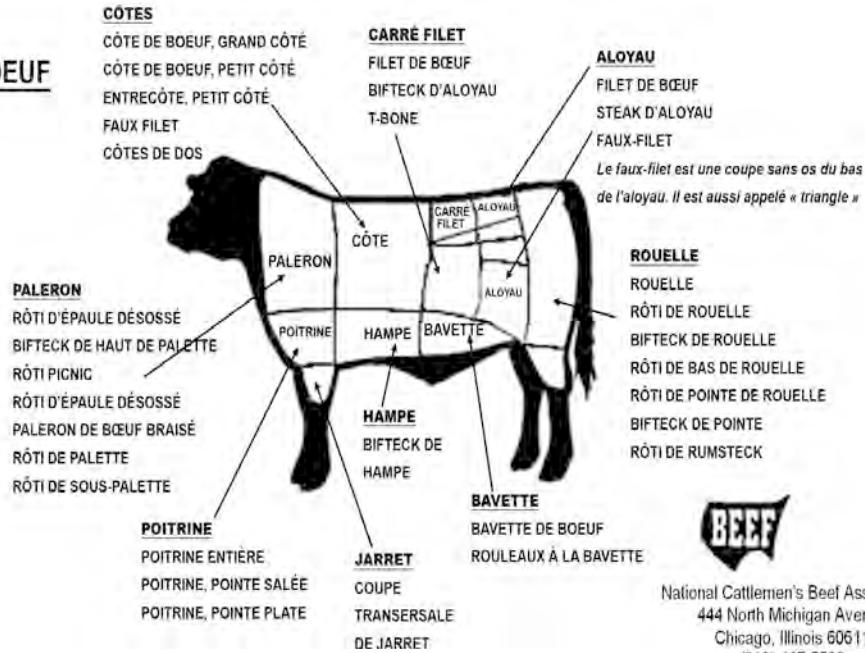 OEUF
CÔTES
CÔTE DE BOEUF, GRAND CÔTÉ
CÔTE DE BOEUF, PETIT CÔTÉ
ENTRECÔTE, PETIT CÔTÉ
FAUX FILET
CÔTES DE DOS
CARRÉ FILET
FILET DE BŒUF
BIFTECK D'ALOYAU
T-BONE
ALOYAU
FILET DE BŒUF
STEAK D'ALOYAU
FAUX-FILET
Le faux-filet est une coupe sans os du bas
de l'aloyau. Il est aussi appelé « triangle »
CARRÉ
FILET
ALOYAU
CÔTE
PALERON
ALOYAU
POITRINE
HAMPE
BAVETTE
PALERON
RÔTI D'ÉPAULE DÉSOSSÉ
BIFTECK DE HAUT DE PALETTE
RÔTI PICNIC
RÔTI D'ÉPAULE DÉSOSSÉ
PALERON DE BŒUF BRAISÉ
RÔTI DE PALETTE
RÔTI DE SOUS-PALETTE
ROUELLE
ROUELLE
RÔTI DE ROUELLE
BIFTECK DE ROUELLE
RÔTI DE BAS DE ROUELLE
RÔTI DE POINTE DE ROUELLE
BIFTECK DE POINTE
RÔTI DE RUMSTECK
HAMPE
BIFTECK DE
HAMPE
POITRINE
POITRINE ENTIÈRE
POITRINE, POINTE SALÉE
POITRINE, POINTE PLATE
JARRET
COUPE
TRANSERSALE
DE JARRET
BAVETTE
BAVETTE DE BOEUF
ROULEAUX À LA BAVETTE
BEEF
National Cattlemen's Beef Ass
444 North Michigan Aven
Chicago, Illinois 60611